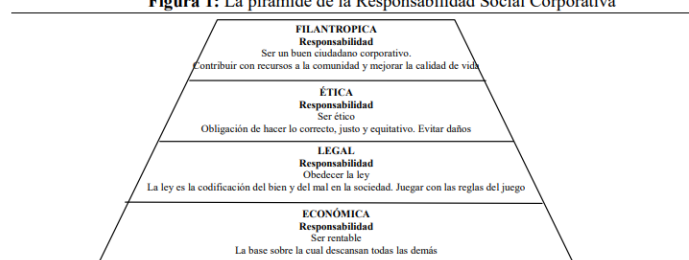 Figura 1: La pirámide de la Responsabilidad Social Corporativa
FILANTROPICA
Responsabilidad
Ser un buen ciudadano corporativo.
Contribuir con recursos a la comunidad y mejorar la calidad de vida
ÉTICA
Responsabilidad
Ser ético
Obligación de hacer lo correcto, justo y equitativo. Evitar daños
LEGAL
Responsabilidad
Obedecer la ley
La ley es la codificación del bien y del mal en la sociedad. Juegar con las reglas del juego
ECONÓMICA
Responsabilidad
Ser rentable
La base sobre la cual descansan todas las demás